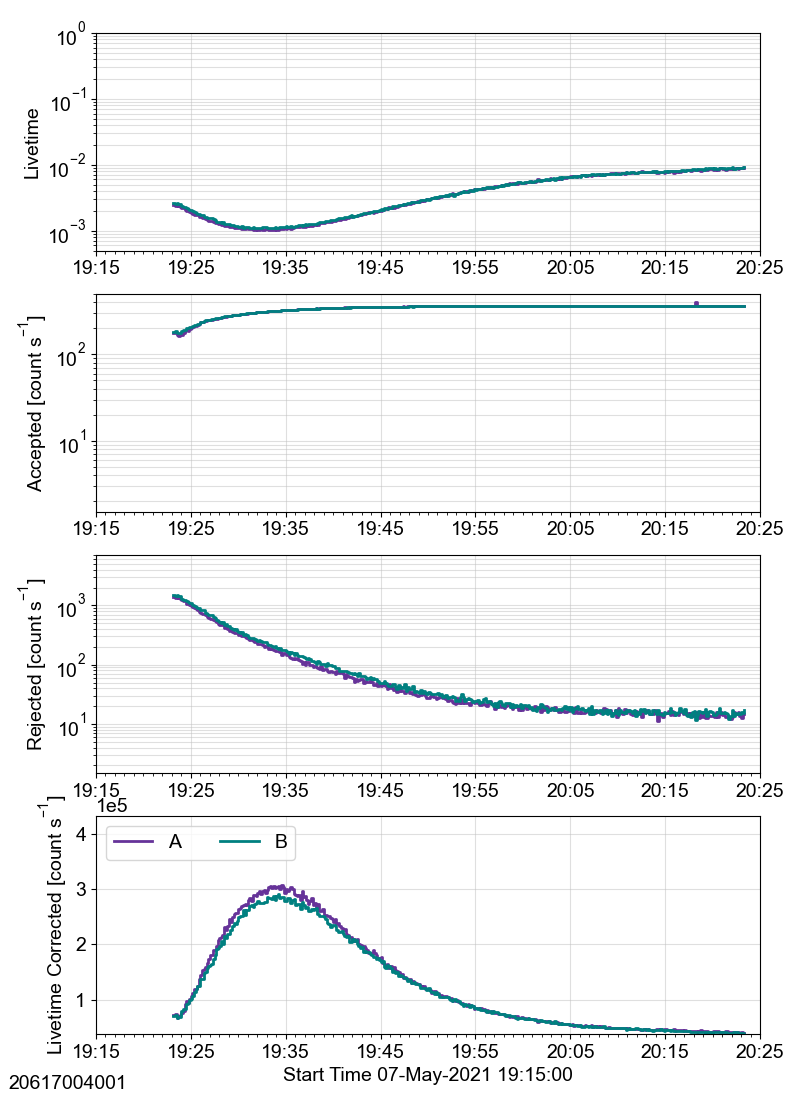 10^0
10^−1
10^−2
10^−3
Livetime
19:15 19:25 19:35 19:45 19:55 20:05 20:15 20:25
10^2
10^1
Accepted [count s^−1]
19:15 19:25 19:35 19:45 19:55 20:05 20:15 20:25
10^3
10^2
10^1
Rejected [count s^−1]
19:15 19:25 19:35 19:45 19:55 20:05 20:15 20:25
1e5
4
3
2
1
A B
Livetime Corrected [count s^−1]
19:15 19:25 19:35 19:45 19:55 20:05 20:15 20:25
Start Time 07-May-2021 19:15:00
20617004001